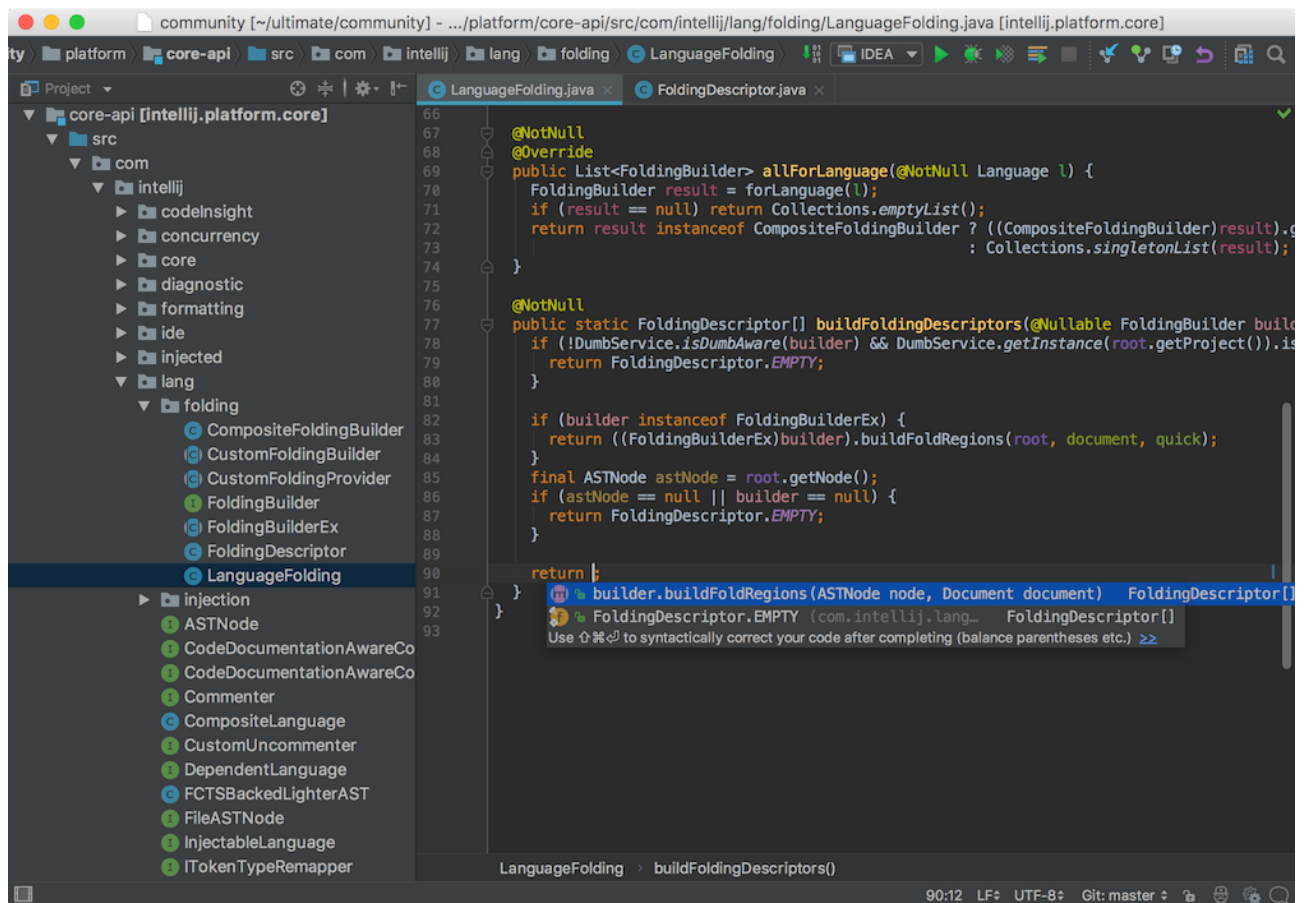 community [~/ultimate/community] - .../platform/core-api/src/com/intellij/lang/folding/LanguageFolding.java [intellij.platform.core]
ity platform core-api src com intellij lang folding LanguageFolding IDEA
Project
LanguageFolding.java
FoldingDescriptor.java
core-api [intellij.platform.core]
src
com
intellij
codeInsight
concurrency
core
diagnostic
formatting
ide
injected
lang
folding
CompositeFoldingBuilder
CustomFoldingBuilder
CustomFoldingProvider
FoldingBuilder
FoldingBuilderEx
FoldingDescriptor
LanguageFolding
injection
ASTNode
CodeDocumentationAwareCo
CodeDocumentationAwareCo
Commenter
CompositeLanguage
CustomUncommenter
DependentLanguage
FCTSBackedLighterAST
FileASTNode
InjectableLanguage
ITokenTypeRemapper
66
67 @NotNull
68 @Override
69 public List<FoldingBuilder> allForLanguage(@NotNull Language l) {
70 FoldingBuilder result = forLanguage(l);
71 if (result == null) return Collections.emptyList();
72 return result instanceof CompositeFoldingBuilder ? ((CompositeFoldingBuilder)result).g
73 : Collections.singletonList(result);
74 }
75
76 @NotNull
77 public static FoldingDescriptor[] buildFoldingDescriptors(@Nullable FoldingBuilder build
78 if (!DumbService.isDumbAware(builder) && DumbService.getInstance(root.getProject()).is
79 return FoldingDescriptor.EMPTY;
80 }
81
82 if (builder instanceof FoldingBuilderEx) {
83 return ((FoldingBuilderEx)builder).buildFoldRegions(root, document, quick);
84 }
85 final ASTNode astNode = root.getNode();
86 if (astNode == null || builder == null) {
87 return FoldingDescriptor.EMPTY;
88 }
89
90 return ;
91 }
92 }
93
builder.buildFoldRegions(ASTNode node, Document document) FoldingDescriptor[]
FoldingDescriptor.EMPTY (com.intellij.lang… FoldingDescriptor[]
Use ⇧⌘⏎ to syntactically correct your code after completing (balance parentheses etc.) >>
LanguageFolding › buildFoldingDescriptors()
90:12 LF UTF-8 Git: master